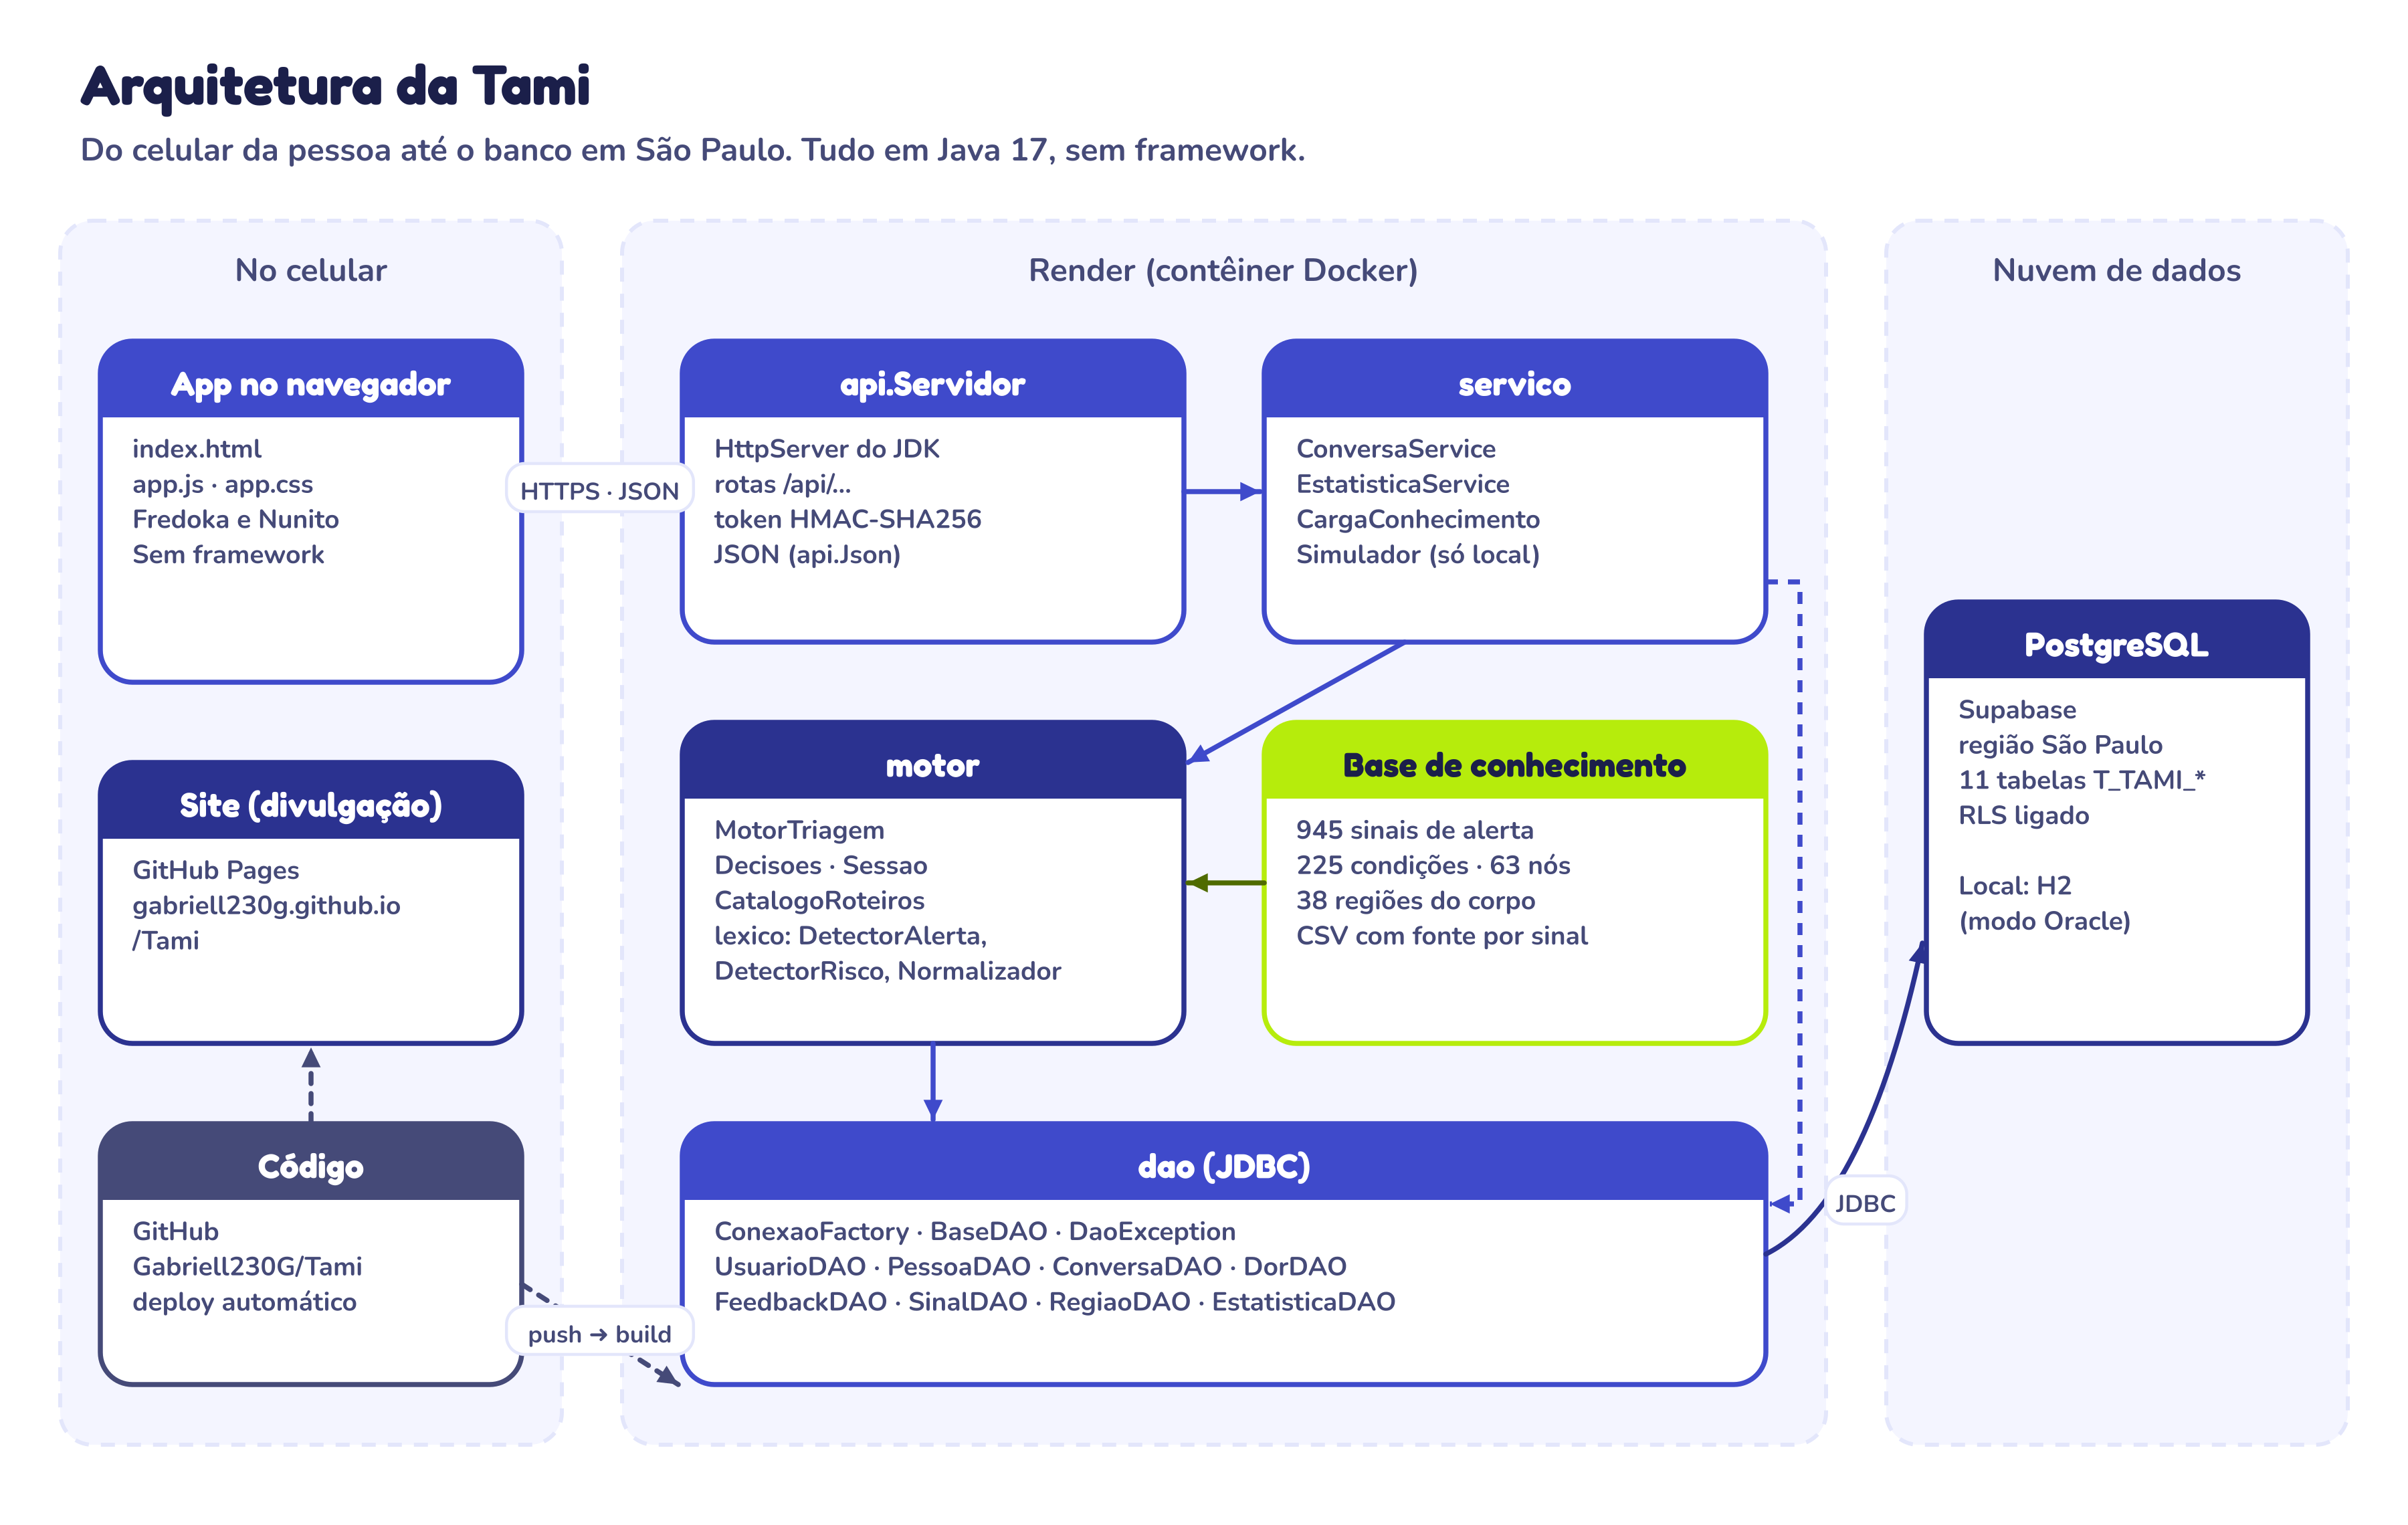 Arquitetura da Tami
Do celular da pessoa até o banco em São Paulo. Tudo em Java 17, sem framework.
No celular
App no navegador
index.html
app.js · app.css
Fredoka e Nunito
Sem framework
Site (divulgação)
GitHub Pages
gabriell230g.github.io
/Tami
Código
GitHub
Gabriell230G/Tami
deploy automático
HTTPS · JSON
push → build
Render (contêiner Docker)
api.Servidor
HttpServer do JDK
rotas /api/...
token HMAC-SHA256
JSON (api.Json)
servico
ConversaService
EstatisticaService
CargaConhecimento
Simulador (só local)
motor
MotorTriagem
Decisoes · Sessao
CatalogoRoteiros
lexico: DetectorAlerta,
DetectorRisco, Normalizador
Base de conhecimento
945 sinais de alerta
225 condições · 63 nós
38 regiões do corpo
CSV com fonte por sinal
dao (JDBC)
ConexaoFactory · BaseDAO · DaoException
UsuarioDAO · PessoaDAO · ConversaDAO · DorDAO
FeedbackDAO · SinalDAO · RegiaoDAO · EstatisticaDAO
JDBC
Nuvem de dados
PostgreSQL
Supabase
região São Paulo
11 tabelas T_TAMI_*
RLS ligado
Local: H2
(modo Oracle)